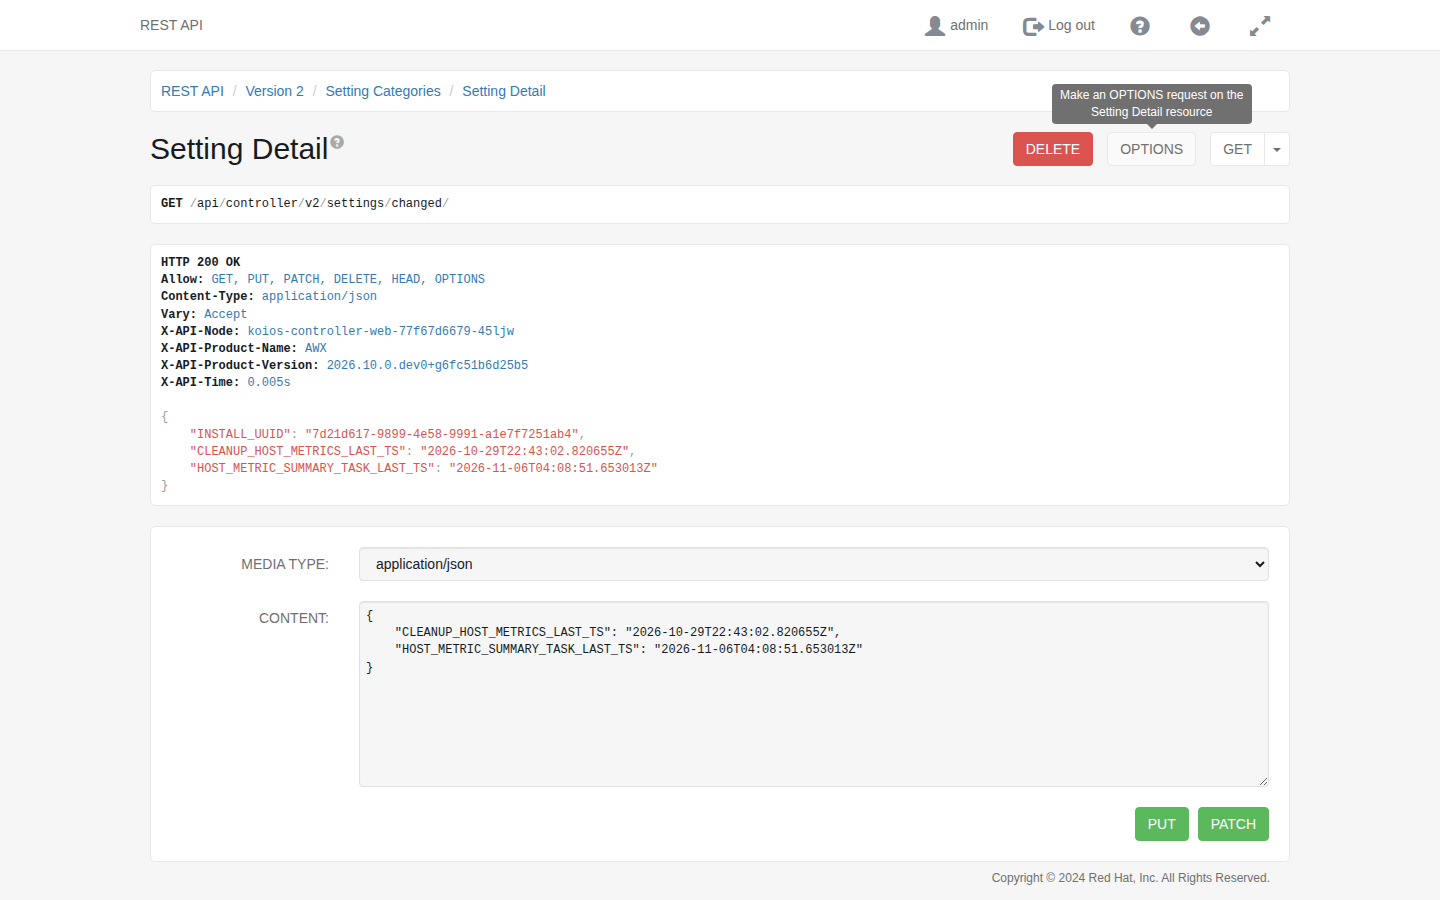 REST API
admin
Log out
REST API / Version 2 / Setting Categories / Setting Detail
Make an OPTIONS request on the
Setting Detail resource
Setting Detail
DELETE
OPTIONS
GET
GET /api/controller/v2/settings/changed/
HTTP 200 OK
Allow: GET, PUT, PATCH, DELETE, HEAD, OPTIONS
Content-Type: application/json
Vary: Accept
X-API-Node: koios-controller-web-77f67d6679-45ljw
X-API-Product-Name: AWX
X-API-Product-Version: 2026.10.0.dev0+g6fc51b6d25b5
X-API-Time: 0.005s
{
    "INSTALL_UUID": "7d21d617-9899-4e58-9991-a1e7f7251ab4",
    "CLEANUP_HOST_METRICS_LAST_TS": "2026-10-29T22:43:02.820655Z",
    "HOST_METRIC_SUMMARY_TASK_LAST_TS": "2026-11-06T04:08:51.653013Z"
}
MEDIA TYPE:
application/json
CONTENT:
{
    "CLEANUP_HOST_METRICS_LAST_TS": "2026-10-29T22:43:02.820655Z",
    "HOST_METRIC_SUMMARY_TASK_LAST_TS": "2026-11-06T04:08:51.653013Z"
}
PUT
PATCH
Copyright © 2024 Red Hat, Inc. All Rights Reserved.